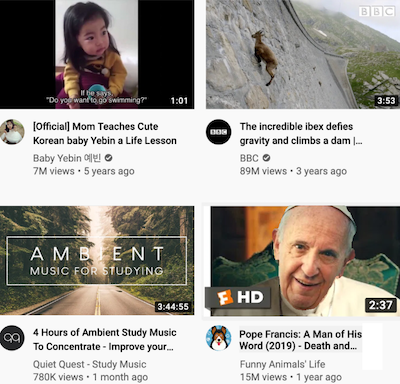 If he says,
"Do you want to go swimming?"
1:01
BBC
3:53
[Official] Mom Teaches Cute
Korean baby Yebin a Life Lesson
Baby Yebin 예빈
7M views • 5 years ago
BBC
The incredible ibex defies
gravity and climbs a dam |...
BBC
89M views • 3 years ago
AMBIENT
MUSIC FOR STUDYING
3:44:55
F HD
2:37
4 Hours of Ambient Study Music
To Concentrate - Improve your...
Quiet Quest - Study Music
780K views • 1 month ago
Pope Francis: A Man of His
Word (2019) - Death and...
Funny Animals' Life
15M views • 1 year ago